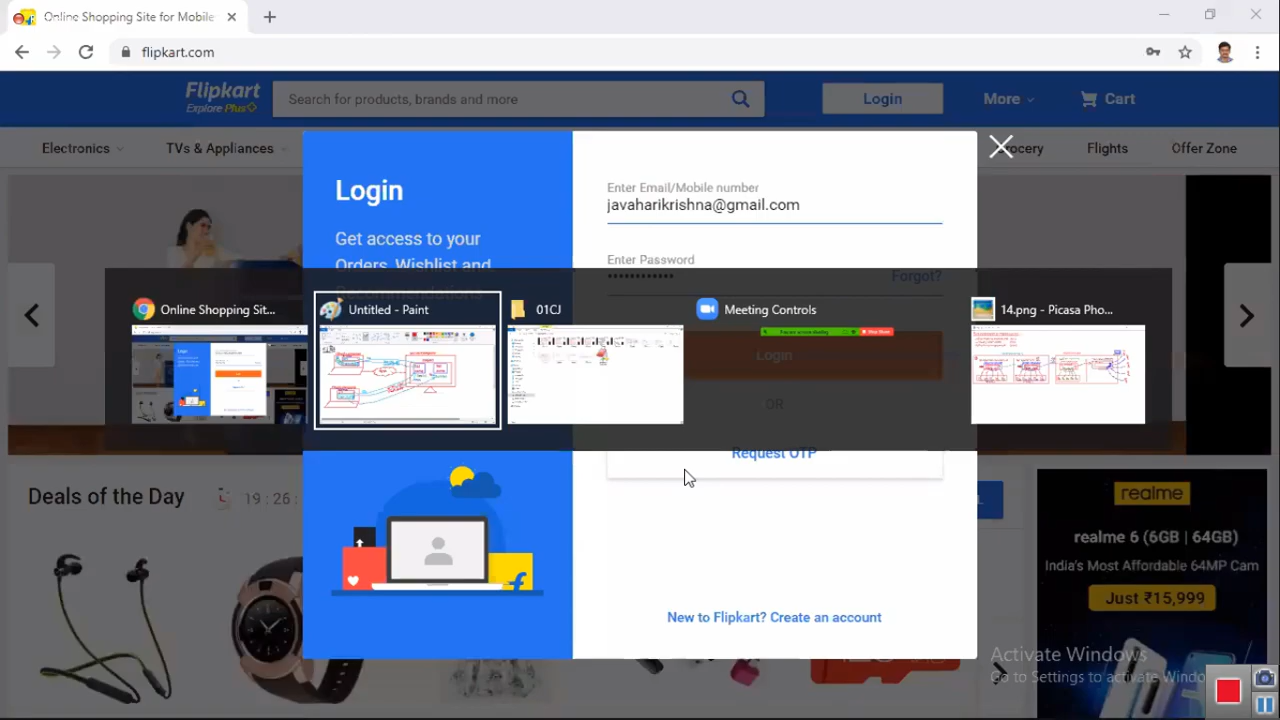 Online Shopping Site for Mobile
flipkart.com
Flipkart
Explore Plus
Search for products, brands and more
Login
More
Cart
Electronics
TVs & Appliances
Grocery
Flights
Offer Zone
Login
Get access to your
Orders, Wishlist and
Recommendations
Enter Email/Mobile number
javaharikrishna@gmail.com
Enter Password
Forgot?
Login
OR
Request OTP
New to Flipkart? Create an account
Online Shopping Sit...
Untitled - Paint
01CJ
Meeting Controls
14.png - Picasa Pho...
Deals of the Day
19 : 26 :
realme
realme 6 (6GB | 64GB)
India's Most Affordable 64MP Cam
Just ₹15,999
Activate Windows
Go to Settings to activate Windo